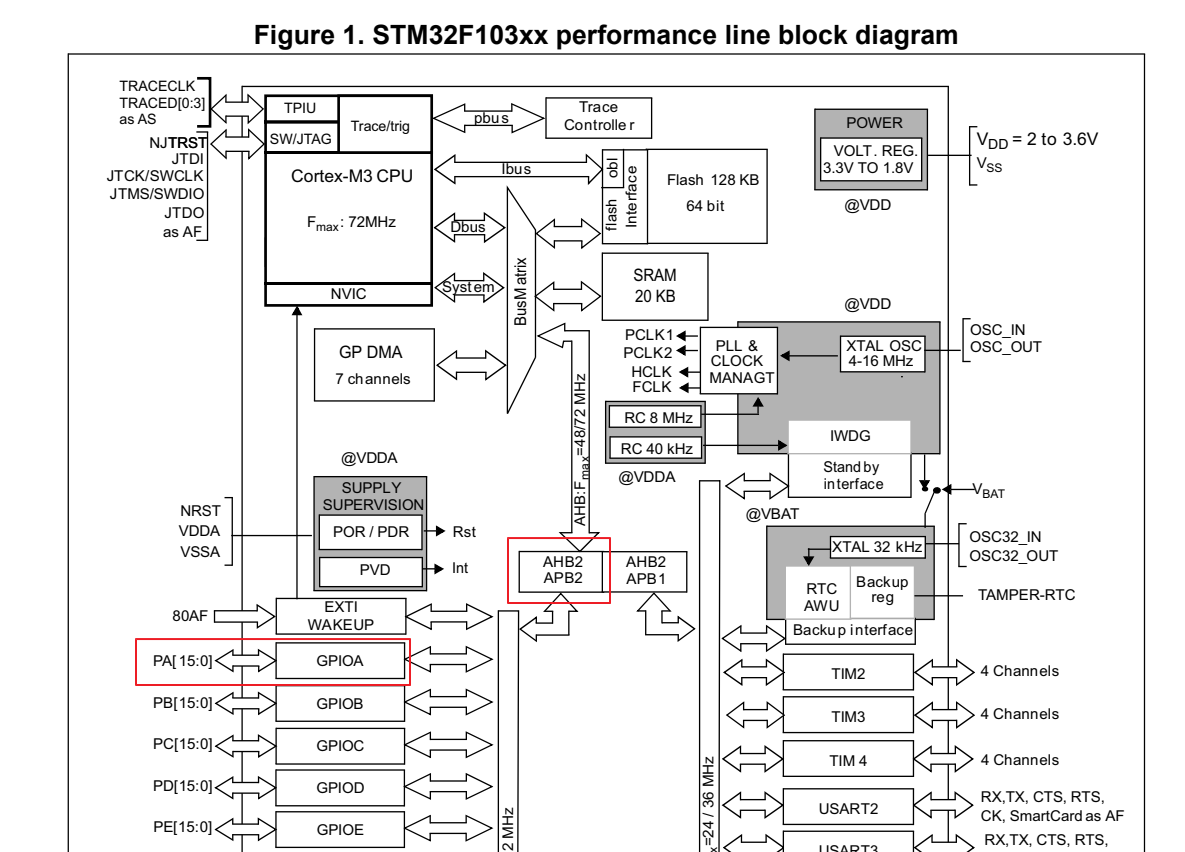 Figure 1. STM32F103xx performance line block diagram
TRACECLK
TRACED[0:3]
as AS
NJTRST
JTDI
JTCK/SWCLK
JTMS/SWDIO
JTDO
as AF
TPIU
SW/JTAG
Trace/trig
Cortex-M3 CPU
Fmax: 72MHz
NVIC
pbus
Trace
Controller
Ibus
Dbus
System
BusMatrix
obl
flash
Interface
Flash 128 KB
64 bit
SRAM
20 KB
POWER
VOLT. REG.
3.3V TO 1.8V
@VDD
VDD = 2 to 3.6V
VSS
GP DMA
7 channels
AHB:Fmax=48/72 MHz
PCLK1
PCLK2
HCLK
FCLK
PLL &
CLOCK
MANAGT
@VDD
XTAL OSC
4-16 MHz
OSC_IN
OSC_OUT
RC 8 MHz
RC 40 kHz
@VDDA
IWDG
Standby
interface
VBAT
@VBAT
@VDDA
SUPPLY
SUPERVISION
POR / PDR
PVD
NRST
VDDA
VSSA
Rst
Int
AHB2
APB2
AHB2
APB1
XTAL 32 kHz
OSC32_IN
OSC32_OUT
RTC
AWU
Backup
reg
TAMPER-RTC
Backup interface
80AF
EXTI
WAKEUP
PA[15:0]
GPIOA
PB[15:0]
GPIOB
PC[15:0]
GPIOC
PD[15:0]
GPIOD
PE[15:0]
GPIOE
2 MHz
x=24 / 36 MHz
TIM2
4 Channels
TIM3
4 Channels
TIM 4
4 Channels
USART2
RX,TX, CTS, RTS,
CK, SmartCard as AF
USART3
RX,TX, CTS, RTS,